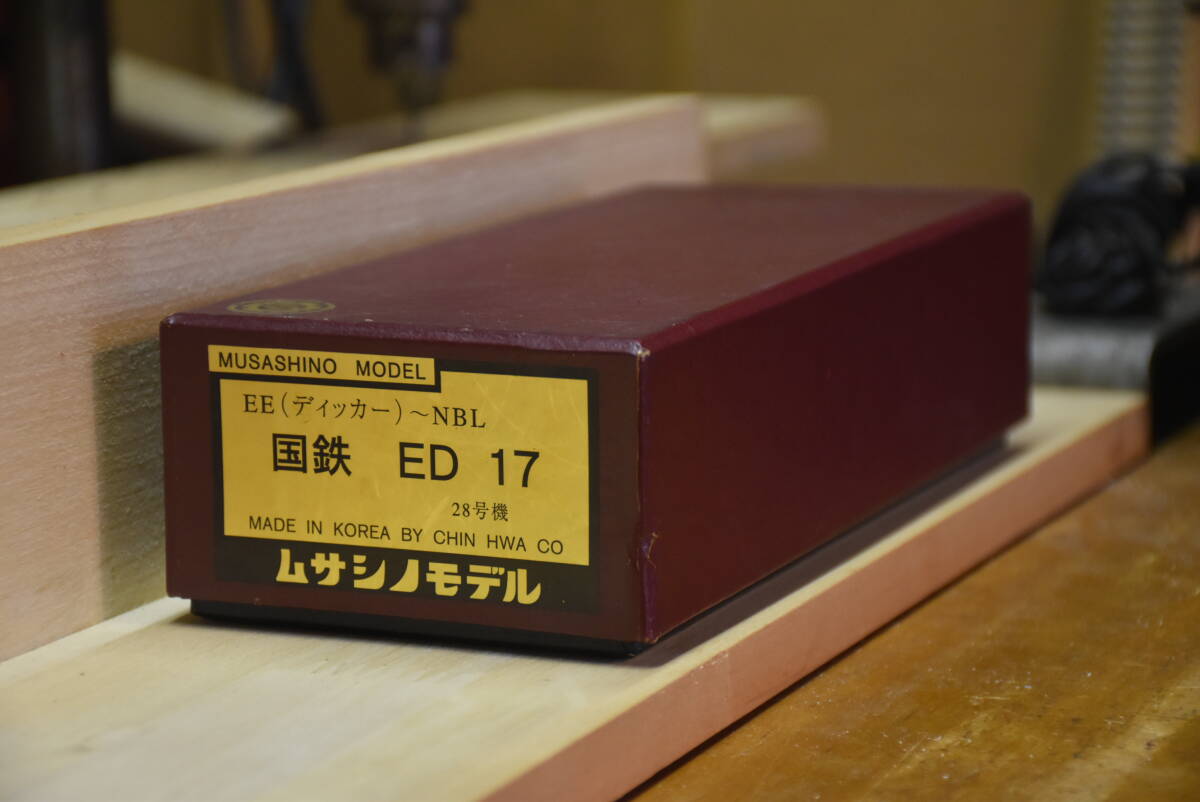 MUSASHINO MODEL
EE(ディッカー)～NBL
国鉄 ED 17
28号機
MADE IN KOREA BY CHIN HWA CO
ムサシノモデル